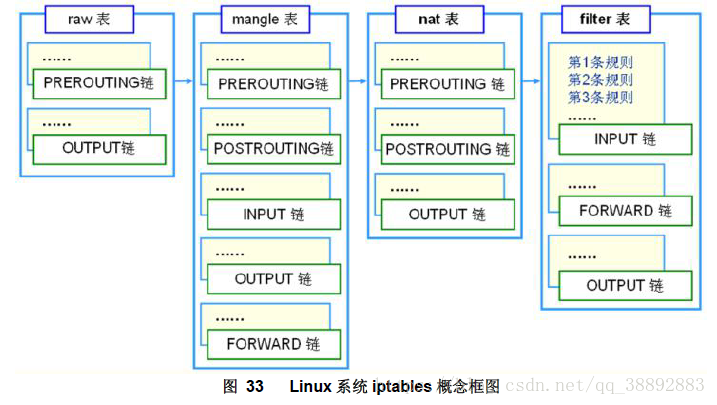 raw 表
......
PREROUTING链
......
OUTPUT链
mangle 表
......
PREROUTING链
......
POSTROUTING链
......
INPUT 链
......
OUTPUT 链
......
FORWARD 链
nat 表
......
PREROUTING 链
......
POSTROUTING 链
......
OUTPUT 链
filter 表
第1条规则
第2条规则
第3条规则
......
INPUT 链
......
FORWARD 链
......
OUTPUT 链
图 33 Linux 系统 iptables 概念框图
csdn.net/qq_38892883